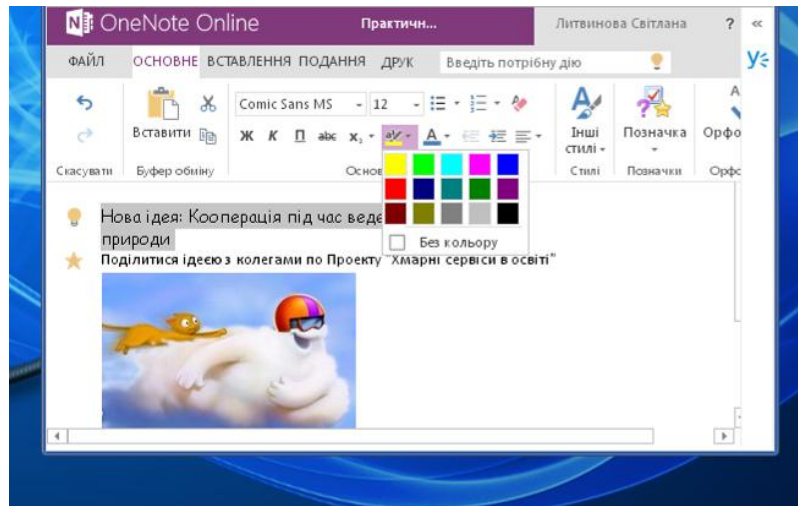 OneNote Online Практичн... Литвинова Світлана ? «
ФАЙЛ ОСНОВНЕ ВСТАВЛЕННЯ ПОДАННЯ ДРУК Введіть потрібну дію
Вставити Comic Sans MS 12
Ж К П abc x, aby A Інші стилі Позначка Орфо
Скасувати Буфер обміну Основ Стилі Позначки Орфс
Без кольору
Нова ідея: Кооперація під час веде
природи
Поділитися ідеєю з колегами по Проекту "Хмарні сервіси в освіті"